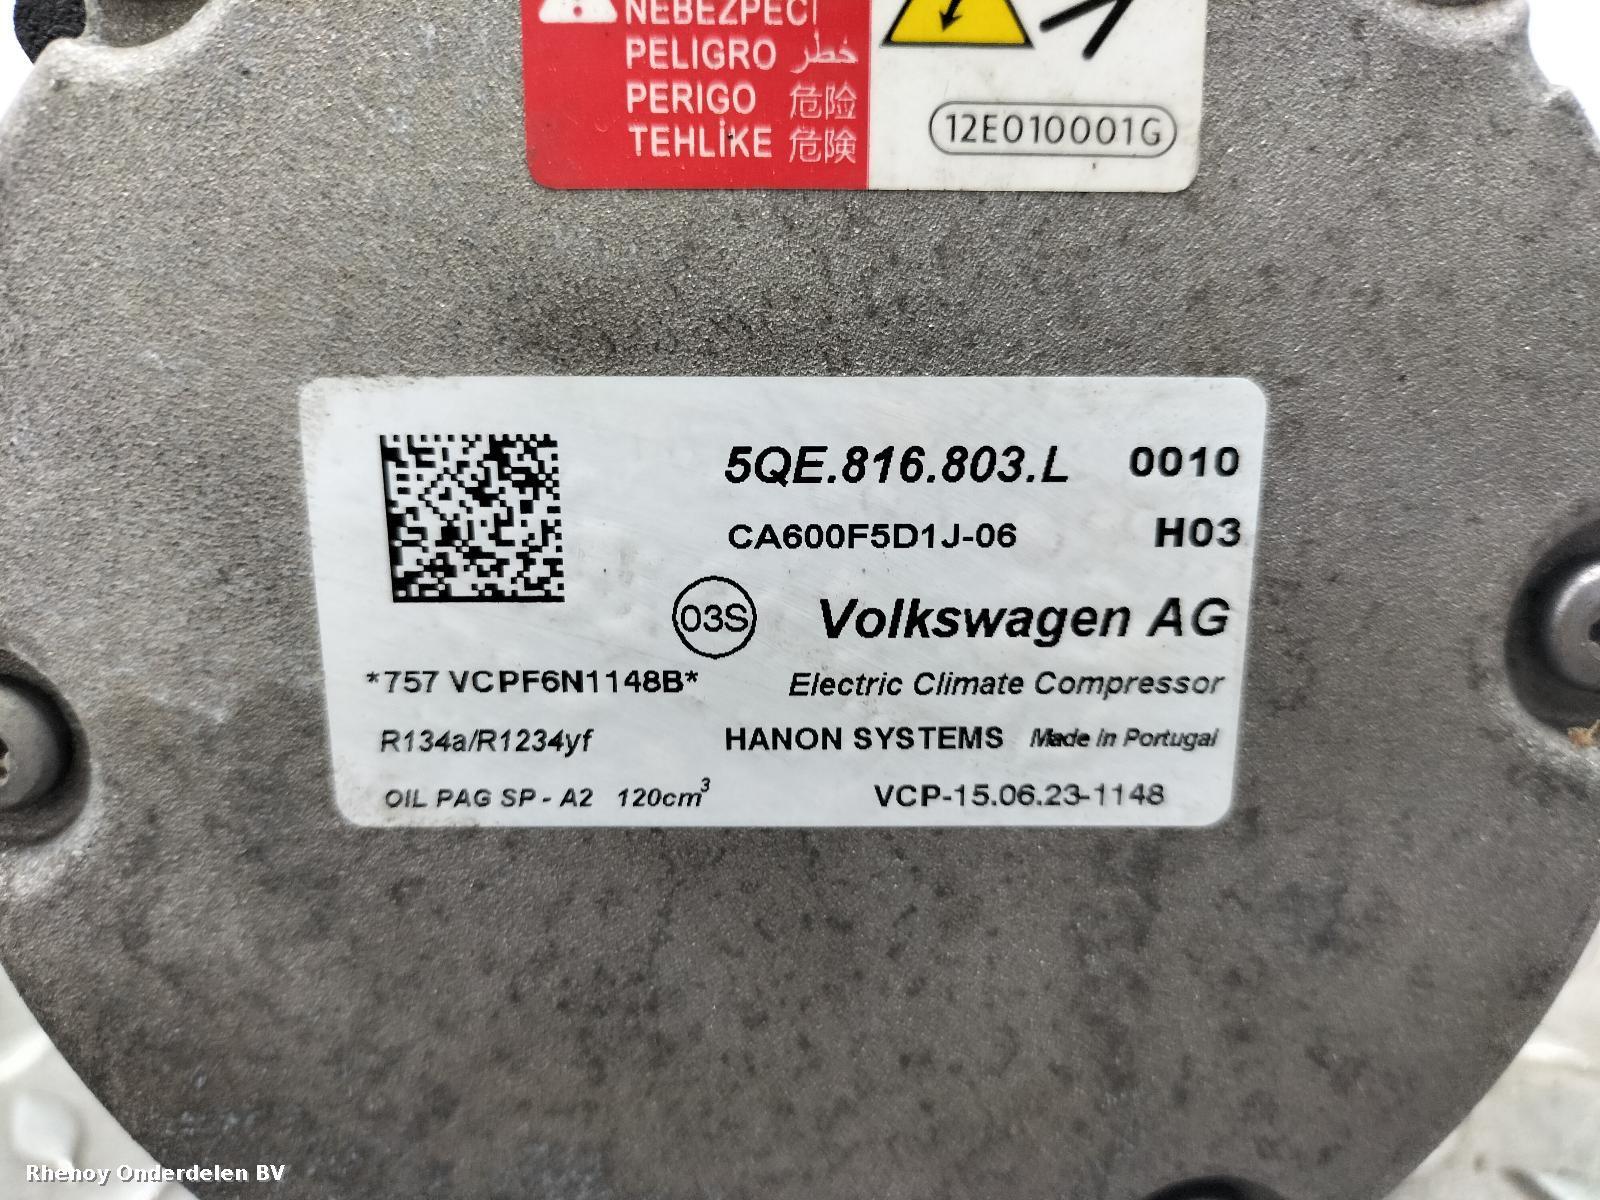 NEBEZPECI
PELIGRO خطر
PERIGO 危险
TEHLİKE 危険
12E010001G
5QE.816.803.L 0010
CA600F5D1J-06 H03
03S Volkswagen AG
*757 VCPF6N1148B* Electric Climate Compressor
R134a/R1234yf HANON SYSTEMS Made in Portugal
OIL PAG SP - A2 120cm³ VCP-15.06.23-1148
Rhenoy Onderdelen BV